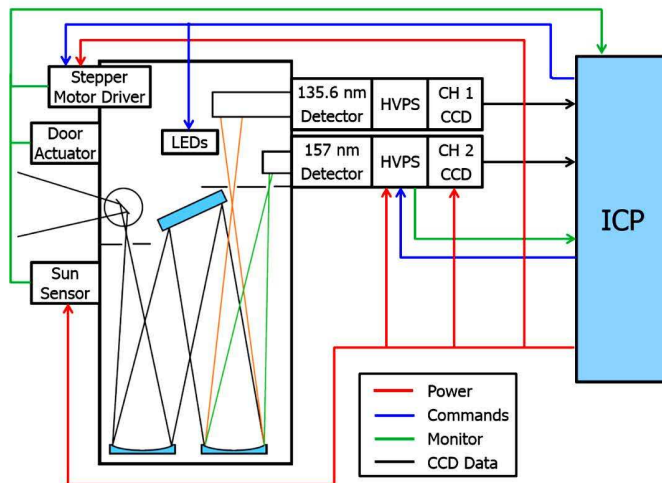 Stepper
Motor Driver
Door
Actuator
Sun
Sensor
LEDs
135.6 nm
Detector
HVPS
CH 1
CCD
157 nm
Detector
HVPS
CH 2
CCD
ICP
Power
Commands
Monitor
CCD Data